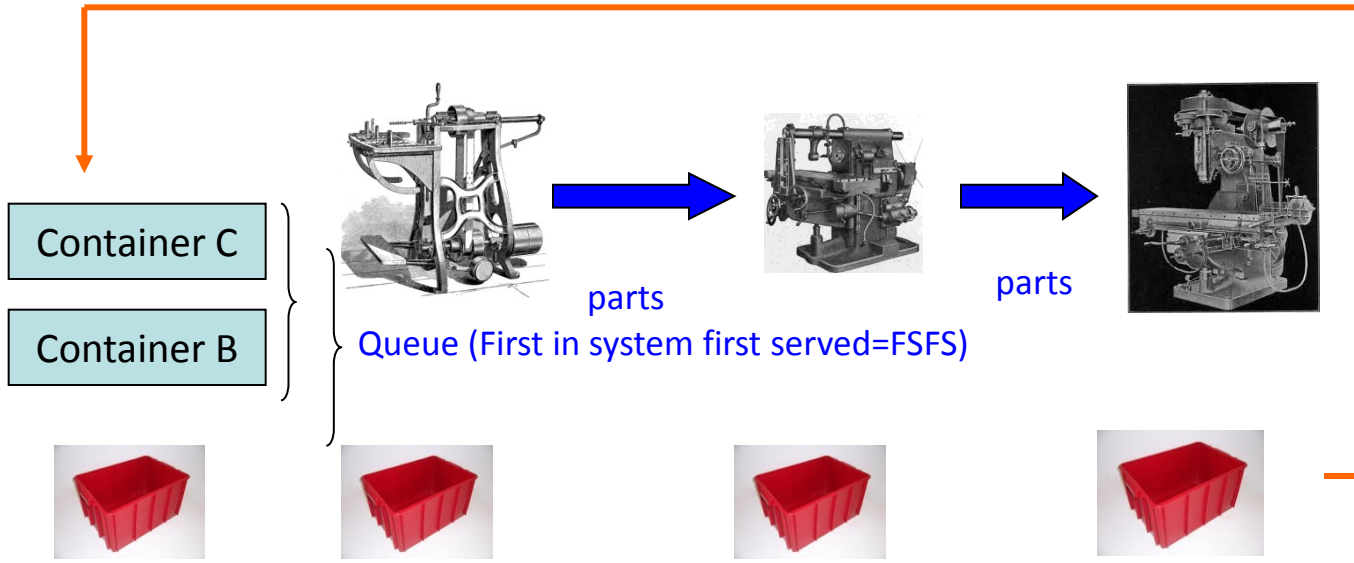 Container C
Container B
parts
parts
Queue (First in system first served=FSFS)